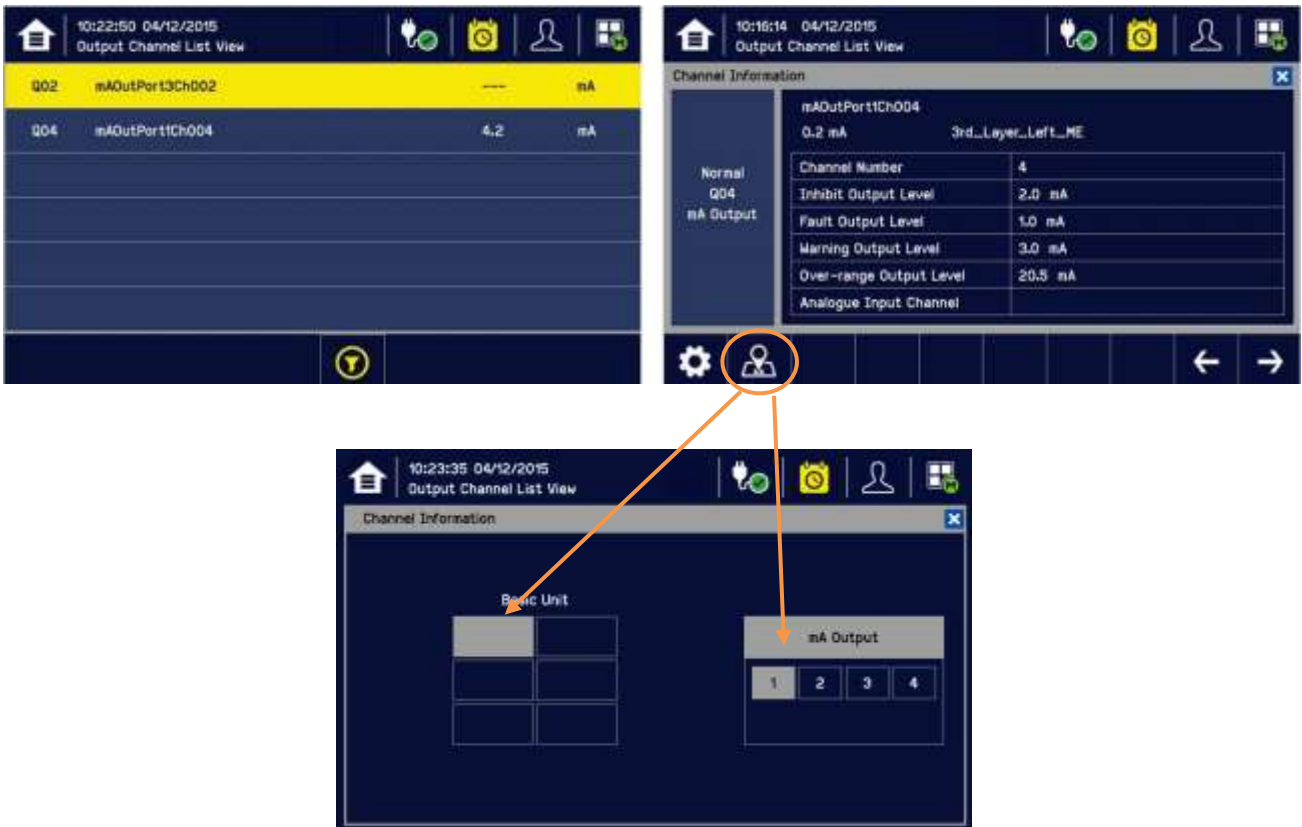 10:22:50 04/12/2015
Output Channel List View
Q02 mAOutPort3Ch002 --- mA
Q04 mAOutPort1Ch004 4.2 mA
10:16:14 04/12/2015
Output Channel List View
Channel Information
mAOutPort1Ch004
0.2 mA 3rd_Layer_Left_ME
Normal
Q04
mA Output
Channel Number 4
Inhibit Output Level 2.0 mA
Fault Output Level 1.0 mA
Warning Output Level 3.0 mA
Over-range Output Level 20.5 mA
Analogue Input Channel
10:23:35 04/12/2015
Output Channel List View
Channel Information
Basic Unit
mA Output
1 2 3 4